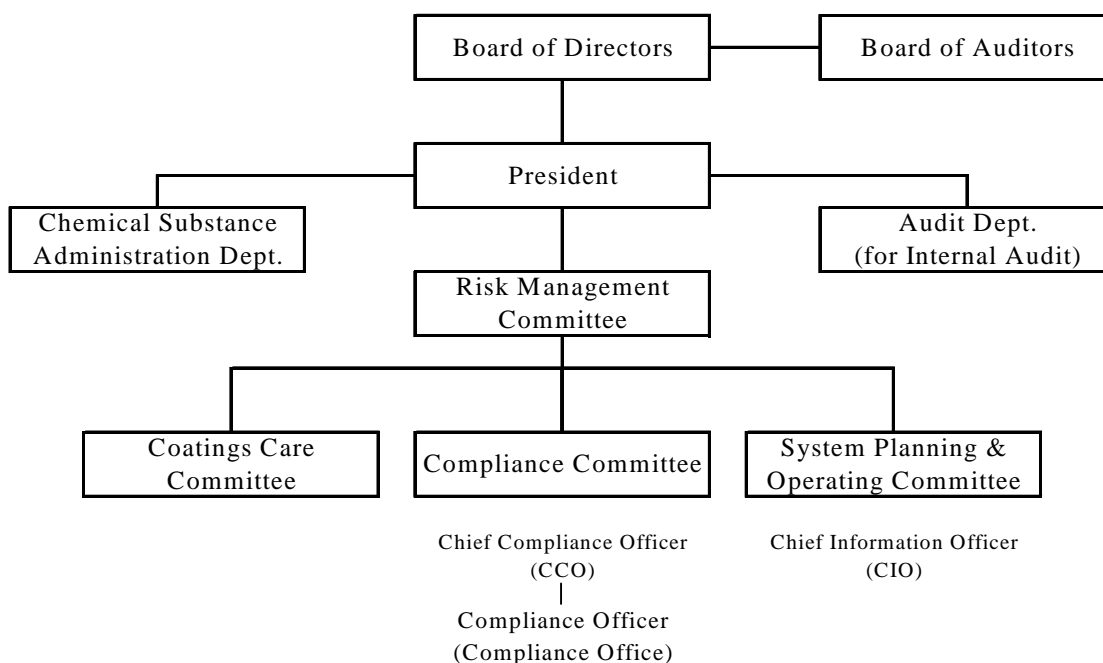 Board of Directors
Board of Auditors
President
Chemical Substance
Administration Dept.
Audit Dept.
(for Internal Audit)
Risk Management
Committee
Coatings Care
Committee
Compliance Committee
System Planning &
Operating Committee
Chief Compliance Officer
(CCO)
Chief Information Officer
(CIO)
Compliance Officer
(Compliance Office)